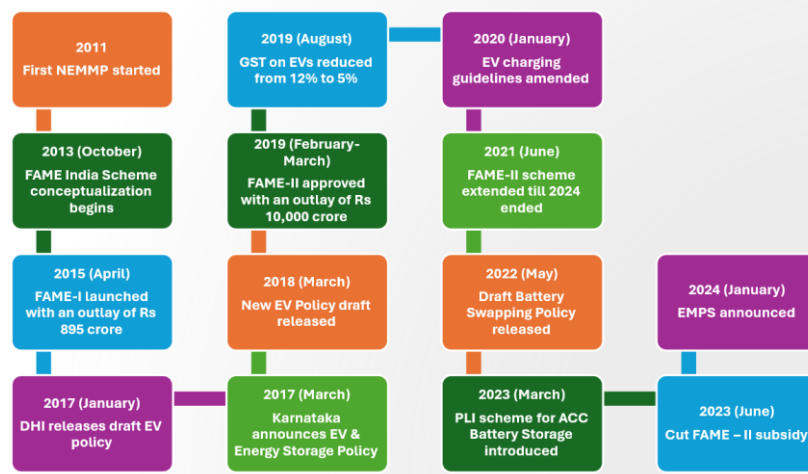 2011
First NEMMP started
2013 (October)
FAME India Scheme
conceptualization
begins
2015 (April)
FAME-I launched
with an outlay of Rs
895 crore
2017 (January)
DHI releases draft EV
policy
2017 (March)
Karnataka
announces EV &
Energy Storage Policy
2018 (March)
New EV Policy draft
released
2019 (February-
March)
FAME-II approved
with an outlay of Rs
10,000 crore
2019 (August)
GST on EVs reduced
from 12% to 5%
2020 (January)
EV charging
guidelines amended
2021 (June)
FAME-II scheme
extended till 2024
ended
2022 (May)
Draft Battery
Swapping Policy
released
2023 (March)
PLI scheme for ACC
Battery Storage
introduced
2023 (June)
Cut FAME – II subsidy
2024 (January)
EMPS announced